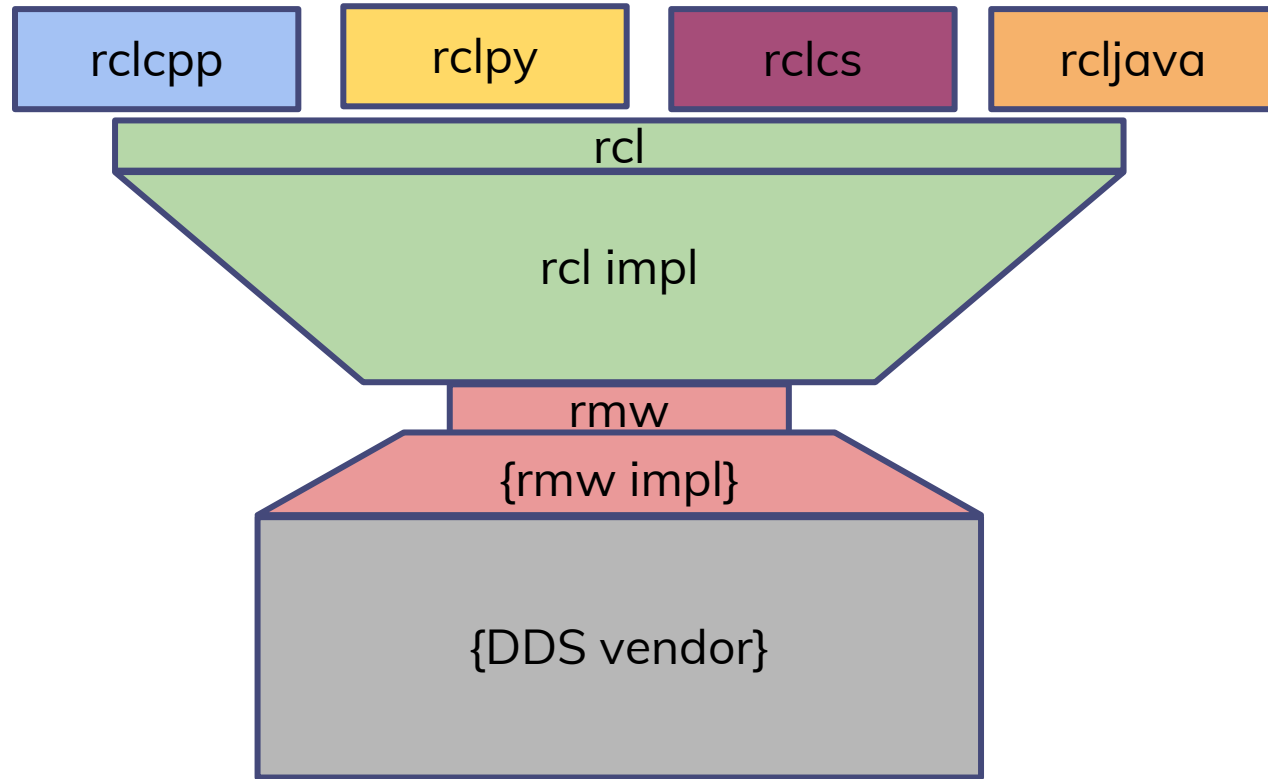 rclcpp
rclpy
rclcs
rcljava
rcl
rcl impl
rmw
{rmw impl}
{DDS vendor}